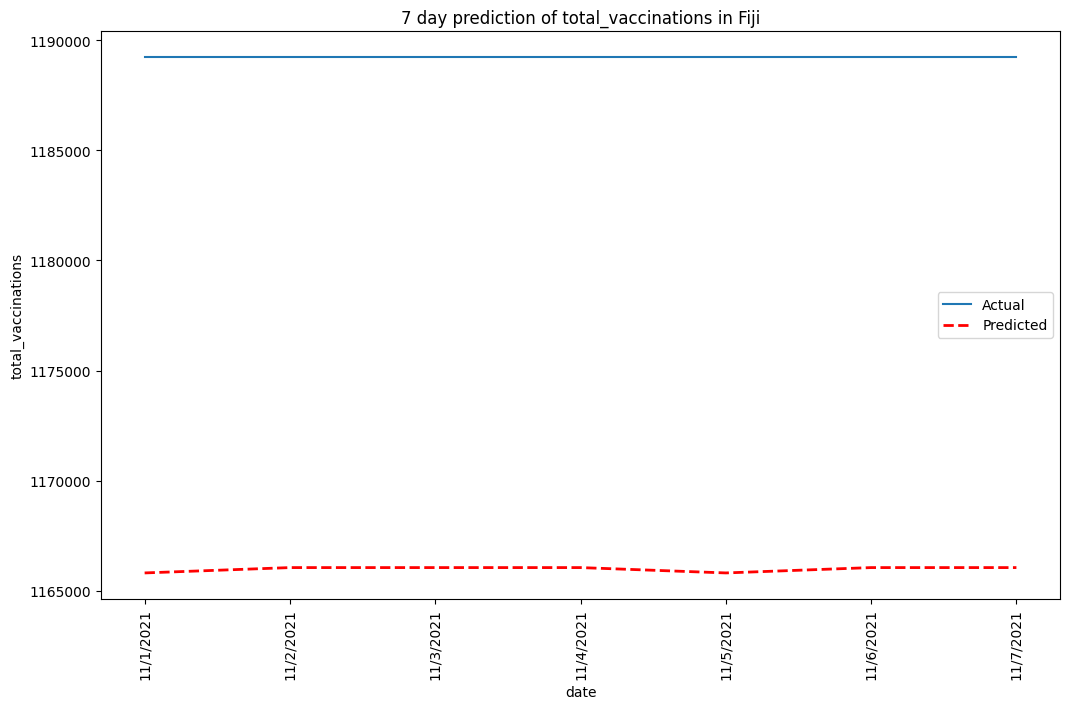 7 day prediction of total_vaccinations in Fiji
1190000
1185000
1180000
1175000
1170000
1165000
total_vaccinations
Actual
Predicted
11/1/2021
11/2/2021
11/3/2021
11/4/2021
11/5/2021
11/6/2021
11/7/2021
date